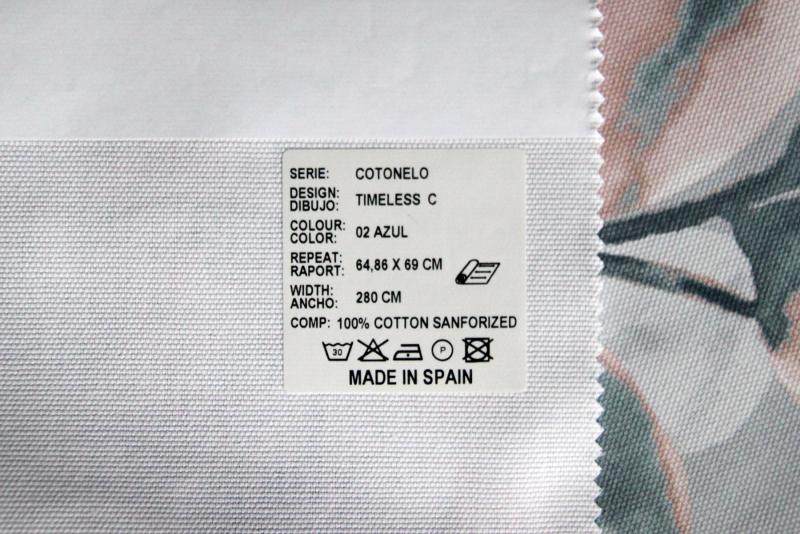 SERIE: COTONELO
DESIGN:
DIBUJO: TIMELESS C
COLOUR:
COLOR: 02 AZUL
REPEAT:
RAPORT: 64,86 X 69 CM
WIDTH:
ANCHO: 280 CM
COMP: 100% COTTON SANFORIZED
30 P
MADE IN SPAIN